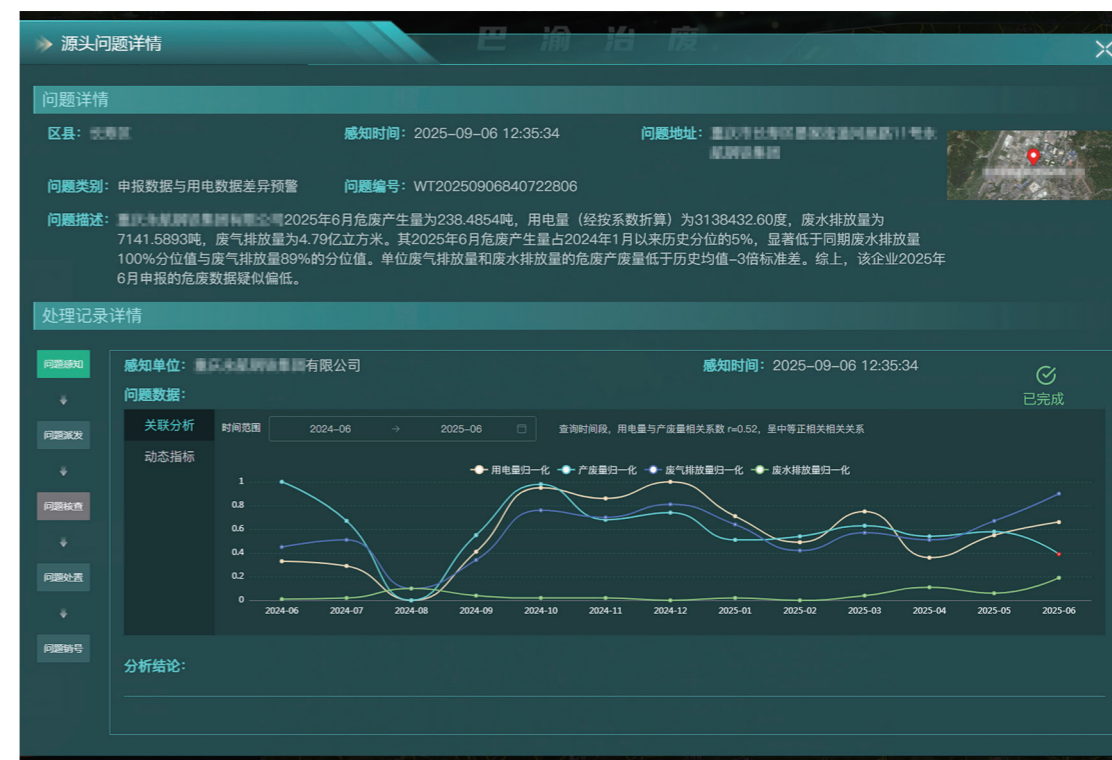 巴渝治废
源头问题详情
问题详情
区县：
感知时间：2025-09-06 12:35:34
问题地址：
问题类别：申报数据与用电数据差异预警
问题编号：WT20250906840722806
问题描述：2025年6月危废产生量为238.4854吨，用电量（经按系数折算）为3138432.60度，废水排放量为
7141.5893吨，废气排放量为4.79亿立方米。其2025年6月危废产生量占2024年1月以来历史分位的5%，显著低于同期废水排放量
100%分位值与废气排放量89%的分位值。单位废气排放量和废水排放量的危废产废量低于历史均值-3倍标准差。综上，该企业2025年
6月申报的危废数据疑似偏低。
处理记录详情
问题感知
问题派发
问题核查
问题处置
问题销号
感知单位：有限公司
感知时间：2025-09-06 12:35:34
已完成
问题数据：
关联分析
动态指标
时间范围 2024-06 → 2025-06
查询时间段，用电量与产废量相关系数 r=0.52，呈中等正相关相关关系
用电量归一化 产废量归一化 废气排放量归一化 废水排放量归一化
1
0.8
0.6
0.4
0.2
0
2024-06 2024-07 2024-08 2024-09 2024-10 2024-11 2024-12 2025-01 2025-02 2025-03 2025-04 2025-05 2025-06
分析结论：